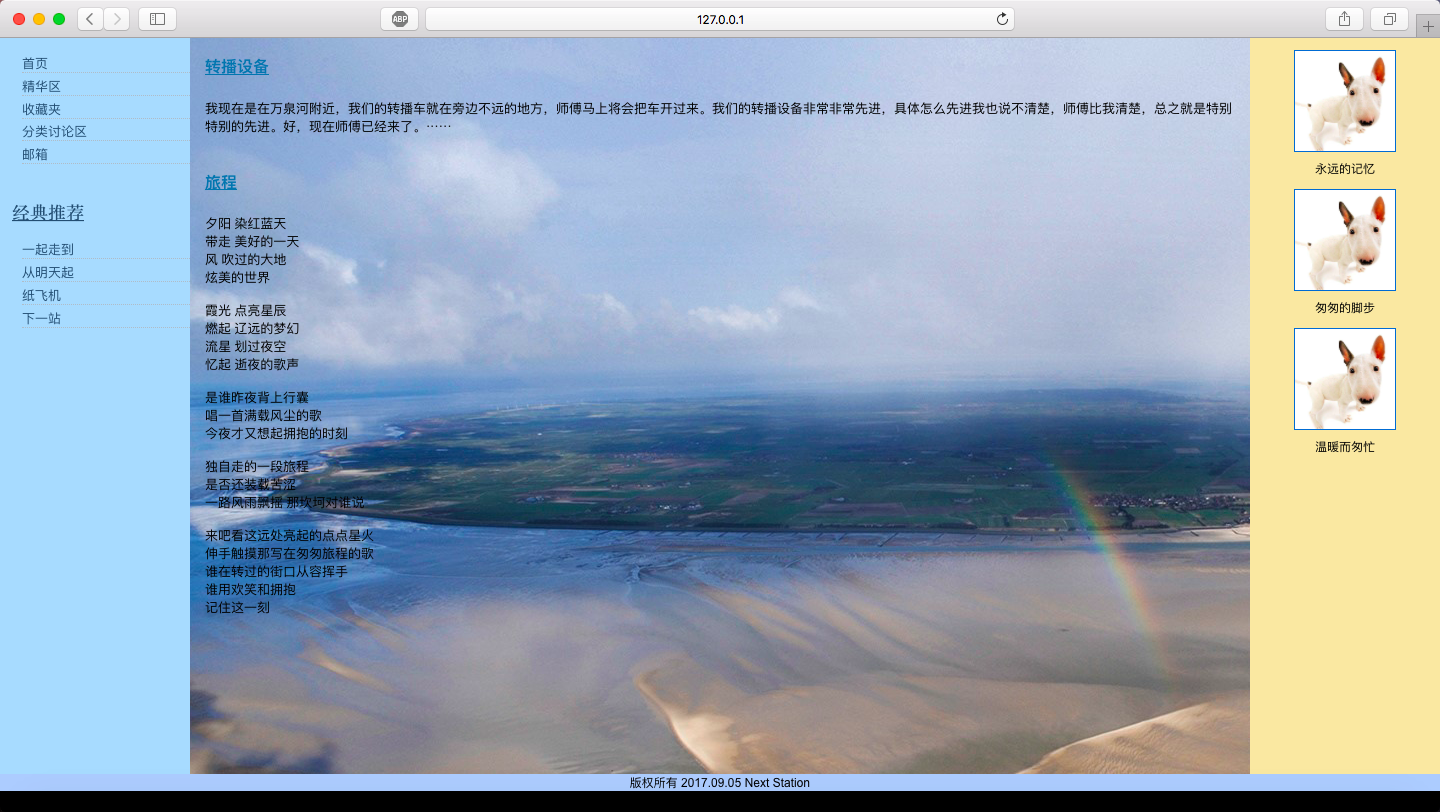 ABP
127.0.0.1
首页
精华区
收藏夹
分类讨论区
邮箱
经典推荐
一起走到
从明天起
纸飞机
下一站
转播设备
我现在是在万泉河附近，我们的转播车就在旁边不远的地方，师傅马上将会把车开过来。我们的转播设备非常非常先进，具体怎么先进我也说不清楚，师傅比我清楚，总之就是特别
特别的先进。好，现在师傅已经来了。……
旅程
夕阳 染红蓝天
带走 美好的一天
风 吹过的大地
炫美的世界
霞光 点亮星辰
燃起 辽远的梦幻
流星 划过夜空
忆起 逝夜的歌声
是谁昨夜背上行囊
唱一首满载风尘的歌
今夜才又想起拥抱的时刻
独自走的一段旅程
是否还装载苦涩
一路风雨飘摇 那坎坷对谁说
来吧看这远处亮起的点点星火
伸手触摸那写在匆匆旅程的歌
谁在转过的街口从容挥手
谁用欢笑和拥抱
记住这一刻
永远的记忆
匆匆的脚步
温暖而匆忙
版权所有 2017.09.05 Next Station